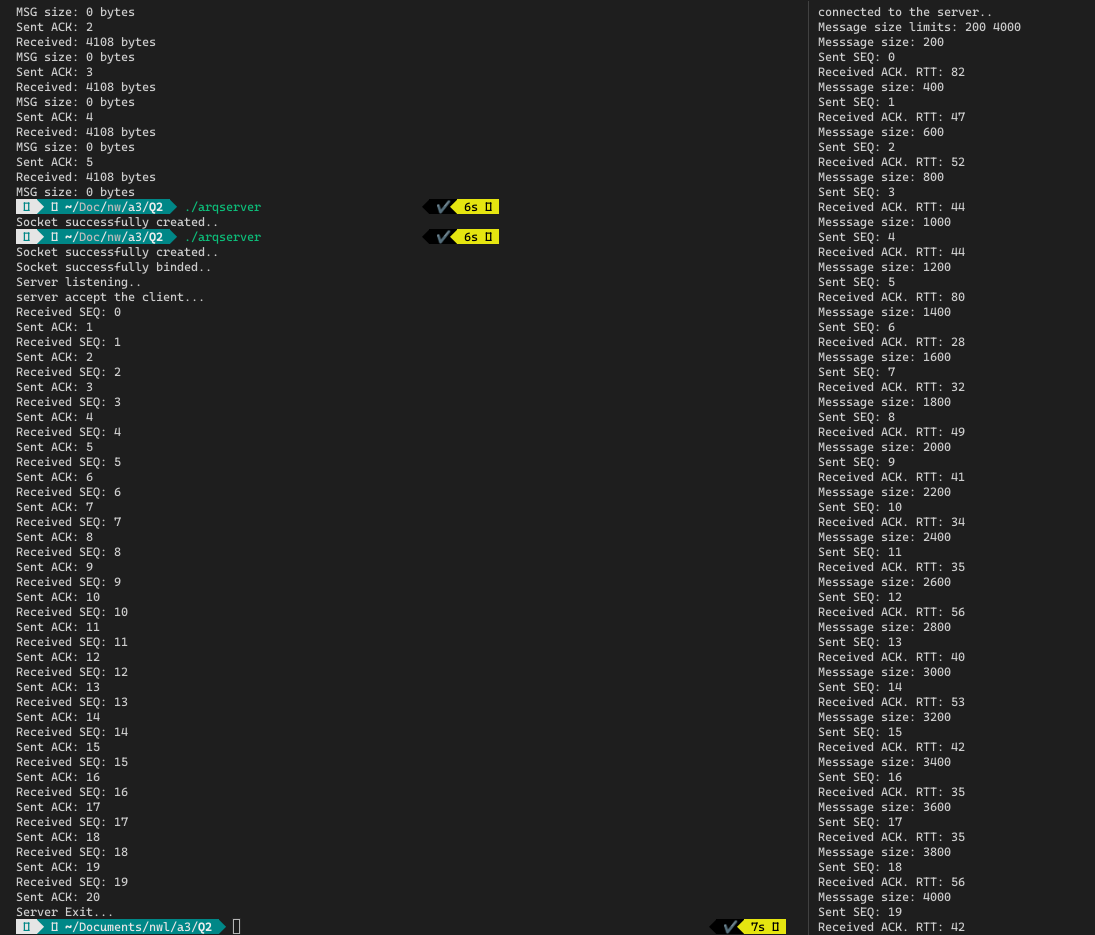 MSG size: 0 bytes
Sent ACK: 2
Received: 4108 bytes
MSG size: 0 bytes
Sent ACK: 3
Received: 4108 bytes
MSG size: 0 bytes
Sent ACK: 4
Received: 4108 bytes
MSG size: 0 bytes
Sent ACK: 5
Received: 4108 bytes
MSG size: 0 bytes
~/Doc/nw/a3/Q2 ./arqserver ✔ 6s
Socket successfully created..
~/Doc/nw/a3/Q2 ./arqserver ✔ 6s
Socket successfully created..
Socket successfully binded..
Server listening..
server accept the client...
Received SEQ: 0
Sent ACK: 1
Received SEQ: 1
Sent ACK: 2
Received SEQ: 2
Sent ACK: 3
Received SEQ: 3
Sent ACK: 4
Received SEQ: 4
Sent ACK: 5
Received SEQ: 5
Sent ACK: 6
Received SEQ: 6
Sent ACK: 7
Received SEQ: 7
Sent ACK: 8
Received SEQ: 8
Sent ACK: 9
Received SEQ: 9
Sent ACK: 10
Received SEQ: 10
Sent ACK: 11
Received SEQ: 11
Sent ACK: 12
Received SEQ: 12
Sent ACK: 13
Received SEQ: 13
Sent ACK: 14
Received SEQ: 14
Sent ACK: 15
Received SEQ: 15
Sent ACK: 16
Received SEQ: 16
Sent ACK: 17
Received SEQ: 17
Sent ACK: 18
Received SEQ: 18
Sent ACK: 19
Received SEQ: 19
Sent ACK: 20
Server Exit...
~/Documents/nwl/a3/Q2 ✔ 7s
connected to the server..
Message size limits: 200 4000
Messsage size: 200
Sent SEQ: 0
Received ACK. RTT: 82
Messsage size: 400
Sent SEQ: 1
Received ACK. RTT: 47
Messsage size: 600
Sent SEQ: 2
Received ACK. RTT: 52
Messsage size: 800
Sent SEQ: 3
Received ACK. RTT: 44
Messsage size: 1000
Sent SEQ: 4
Received ACK. RTT: 44
Messsage size: 1200
Sent SEQ: 5
Received ACK. RTT: 80
Messsage size: 1400
Sent SEQ: 6
Received ACK. RTT: 28
Messsage size: 1600
Sent SEQ: 7
Received ACK. RTT: 32
Messsage size: 1800
Sent SEQ: 8
Received ACK. RTT: 49
Messsage size: 2000
Sent SEQ: 9
Received ACK. RTT: 41
Messsage size: 2200
Sent SEQ: 10
Received ACK. RTT: 34
Messsage size: 2400
Sent SEQ: 11
Received ACK. RTT: 35
Messsage size: 2600
Sent SEQ: 12
Received ACK. RTT: 56
Messsage size: 2800
Sent SEQ: 13
Received ACK. RTT: 40
Messsage size: 3000
Sent SEQ: 14
Received ACK. RTT: 53
Messsage size: 3200
Sent SEQ: 15
Received ACK. RTT: 42
Messsage size: 3400
Sent SEQ: 16
Received ACK. RTT: 35
Messsage size: 3600
Sent SEQ: 17
Received ACK. RTT: 35
Messsage size: 3800
Sent SEQ: 18
Received ACK. RTT: 56
Messsage size: 4000
Sent SEQ: 19
Received ACK. RTT: 42